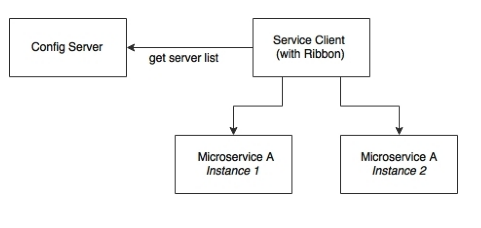 Config Server
Service Client
(with Ribbon)
get server list
Microservice A
Instance 1
Microservice A
Instance 2